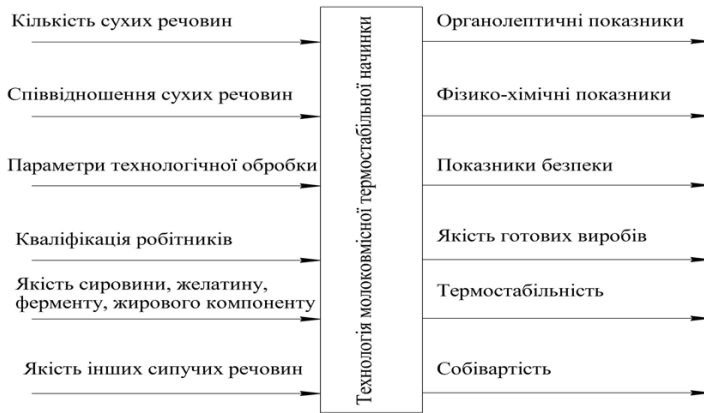 Кількість сухих речовин
Співвідношення сухих речовин
Параметри технологічної обробки
Кваліфікація робітників
Якість сировини, желатину,
ферменту, жирового компоненту
Якість інших сипучих речовин
Технологія молоковмісної термостабільної начинки
Органолептичні показники
Фізико-хімічні показники
Показники безпеки
Якість готових виробів
Термостабільність
Собівартість